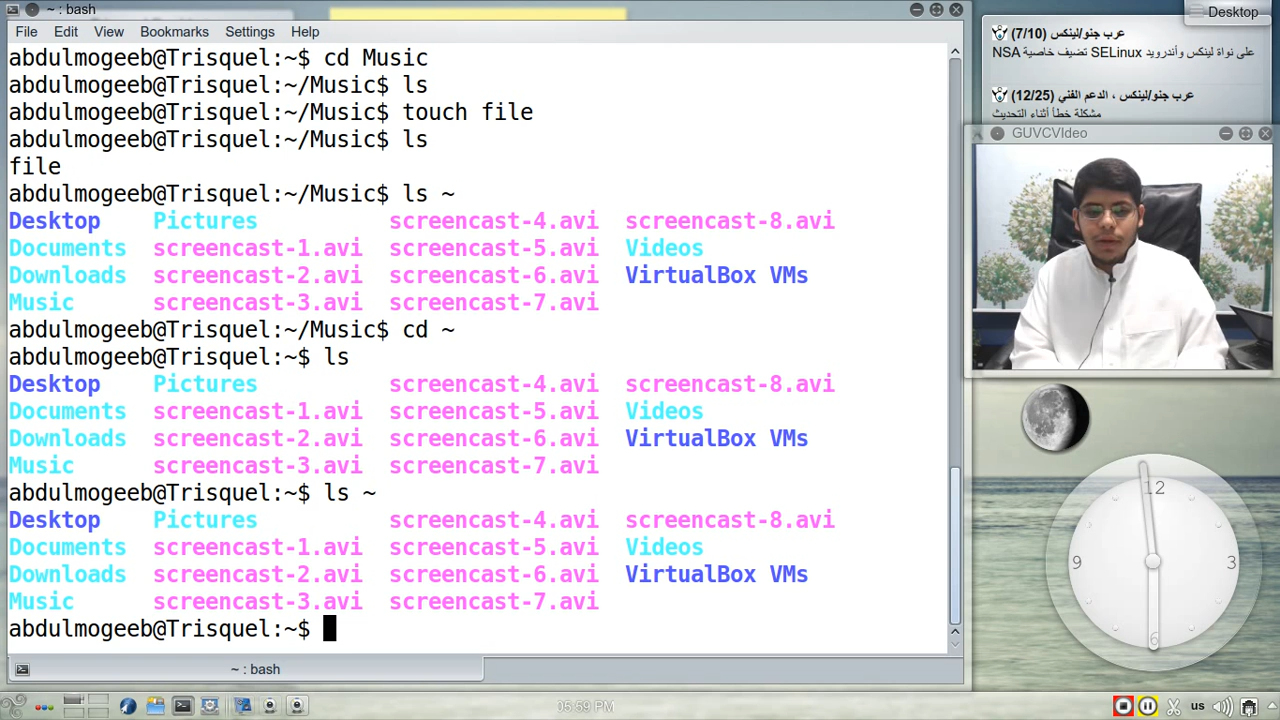 ~ : bash
File Edit View Bookmarks Settings Help
abdulmogeeb@Trisquel:~$ cd Music
abdulmogeeb@Trisquel:~/Music$ ls
abdulmogeeb@Trisquel:~/Music$ touch file
abdulmogeeb@Trisquel:~/Music$ ls
file
abdulmogeeb@Trisquel:~/Music$ ls ~
Desktop Pictures screencast-4.avi screencast-8.avi
Documents screencast-1.avi screencast-5.avi Videos
Downloads screencast-2.avi screencast-6.avi VirtualBox VMs
Music screencast-3.avi screencast-7.avi
abdulmogeeb@Trisquel:~/Music$ cd ~
abdulmogeeb@Trisquel:~$ ls
Desktop Pictures screencast-4.avi screencast-8.avi
Documents screencast-1.avi screencast-5.avi Videos
Downloads screencast-2.avi screencast-6.avi VirtualBox VMs
Music screencast-3.avi screencast-7.avi
abdulmogeeb@Trisquel:~$ ls ~
Desktop Pictures screencast-4.avi screencast-8.avi
Documents screencast-1.avi screencast-5.avi Videos
Downloads screencast-2.avi screencast-6.avi VirtualBox VMs
Music screencast-3.avi screencast-7.avi
abdulmogeeb@Trisquel:~$
~ : bash
Desktop
عرب جنو/لينكس (7/10)
NSA تضيف خاصية SELinux على نواة لينكس وأندرويد
عرب جنو/لينكس ، الدعم الفني (12/25)
مشكلة خطأ أثناء التحديث
GUVCVIdeo
12
9 3
6
05:59 PM
us